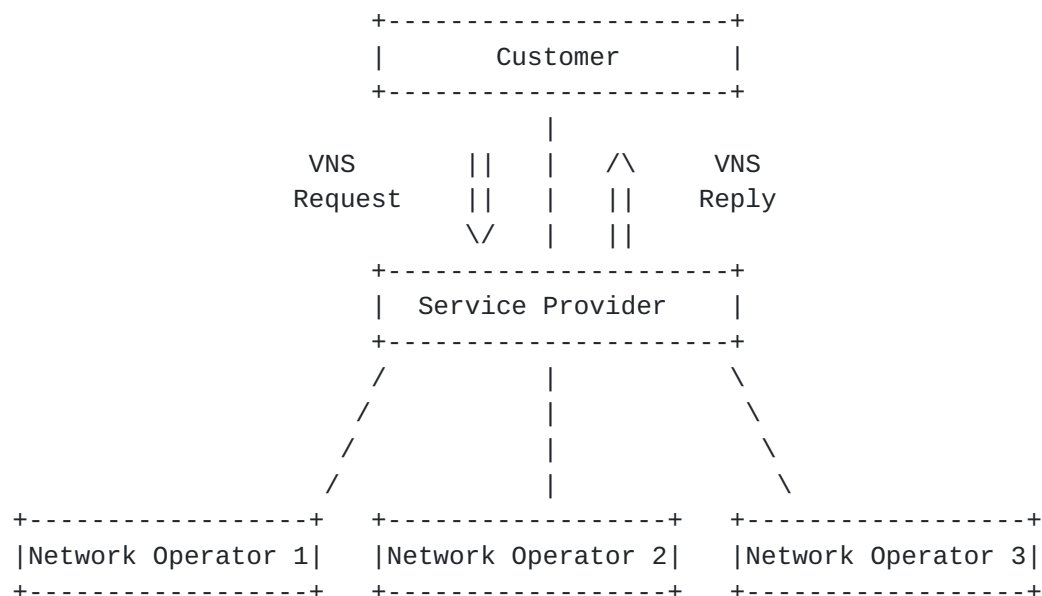 Customer
VNS VNS
Request Reply
Service Provider
Network Operator 1 Network Operator 2 Network Operator 3